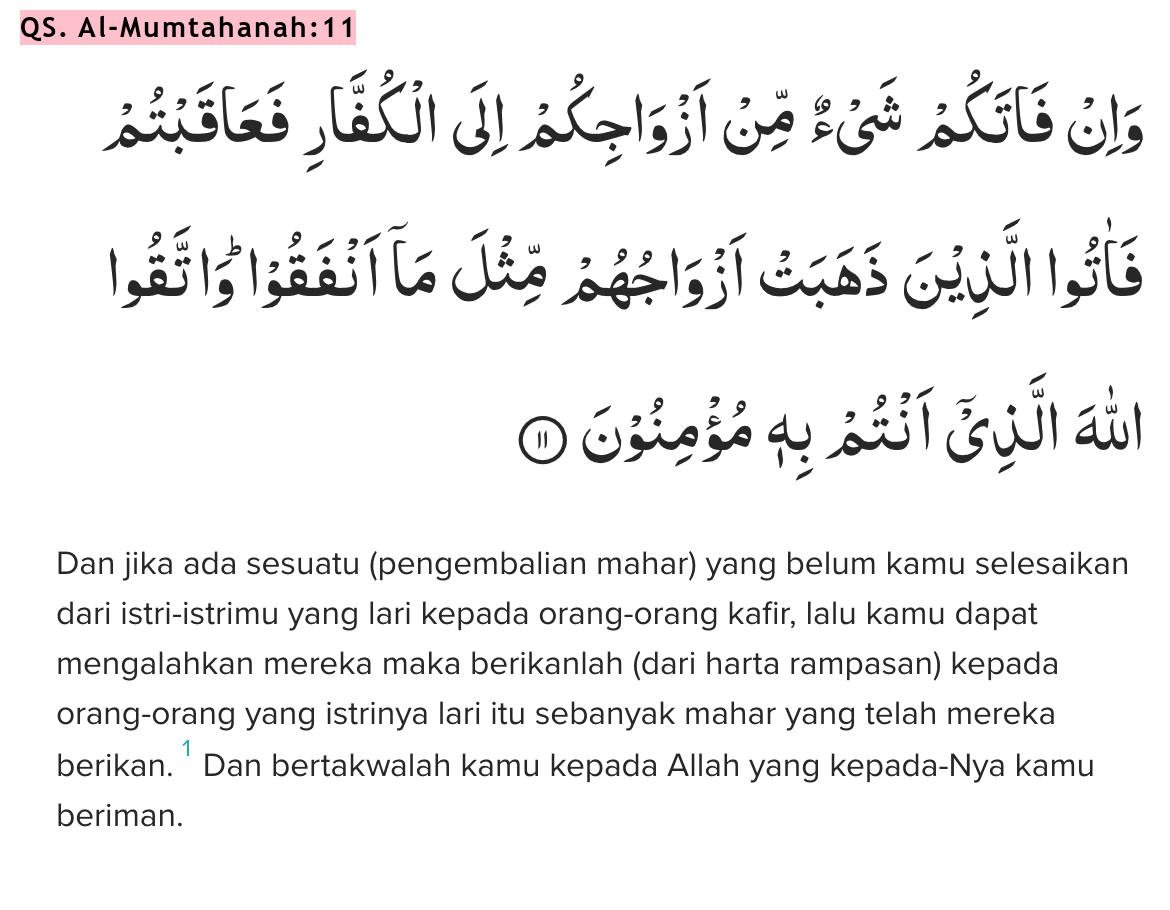 QS. Al-Mumtahanah:11
وَاِنْ فَاتَكُمْ شَيْءٌ مِّنْ اَزْوَاجِكُمْ اِلَى الْكُفَّارِ فَعَاقَبْتُمْ
فَاٰتُوا الَّذِيْنَ ذَهَبَتْ اَزْوَاجُهُمْ مِّثْلَ مَآ اَنْفَقُوْاۗ وَاتَّقُوا
اللّٰهَ الَّذِيْٓ اَنْتُمْ بِهٖ مُؤْمِنُوْنَ ۝١١
Dan jika ada sesuatu (pengembalian mahar) yang belum kamu selesaikan
dari istri-istrimu yang lari kepada orang-orang kafir, lalu kamu dapat
mengalahkan mereka maka berikanlah (dari harta rampasan) kepada
orang-orang yang istrinya lari itu sebanyak mahar yang telah mereka
berikan. 1 Dan bertakwalah kamu kepada Allah yang kepada-Nya kamu
beriman.